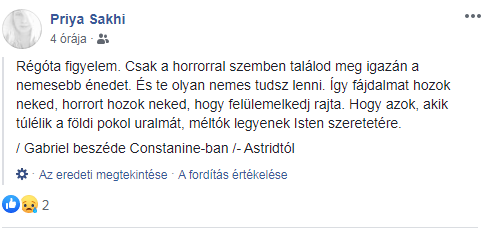 Priya Sakhi
4 órája ·
Régóta figyelem. Csak a horrorral szemben találod meg igazán a
nemesebb énedet. És te olyan nemes tudsz lenni. Így fájdalmat hozok
neked, horrort hozok neked, hogy felülemelkedj rajta. Hogy azok, akik
túlélik a földi pokol uralmát, méltók legyenek Isten szeretetére.
/ Gabriel beszéde Constanine-ban /- Astridtól
· Az eredeti megtekintése · A fordítás értékelése
2